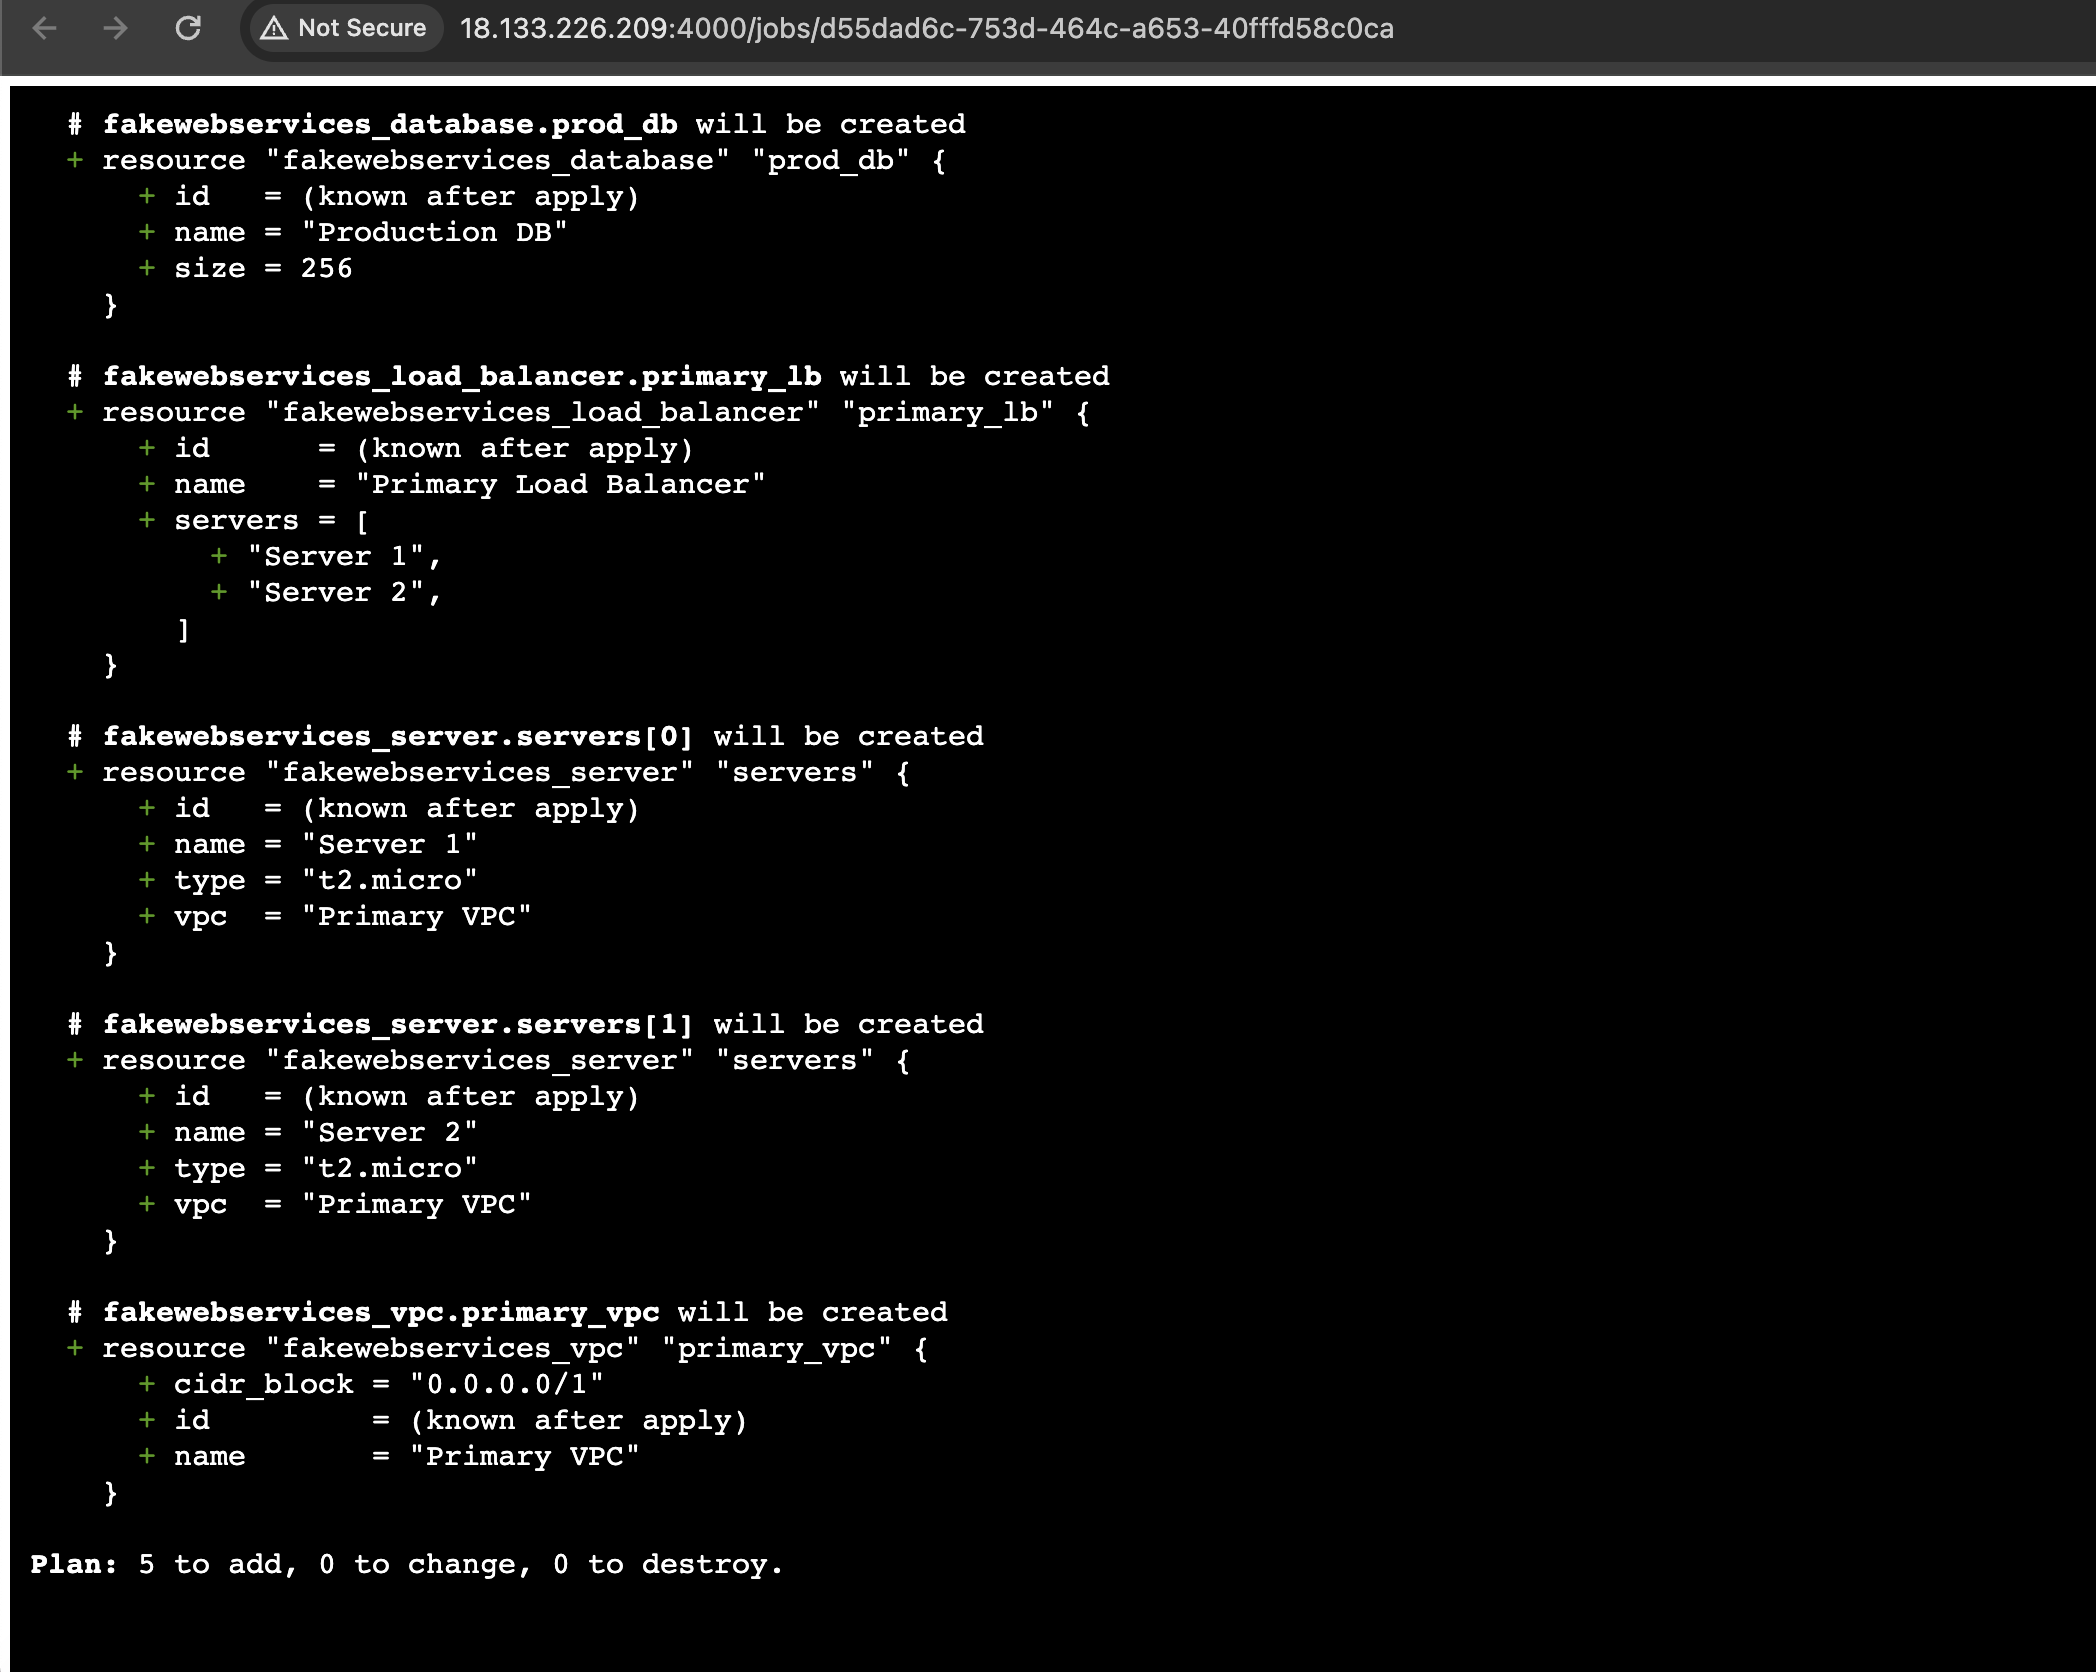 Not Secure 18.133.226.209:4000/jobs/d55dad6c-753d-464c-a653-40fffd58c0ca
# fakewebservices_database.prod_db will be created
+ resource "fakewebservices_database" "prod_db" {
+ id = (known after apply)
+ name = "Production DB"
+ size = 256
}
# fakewebservices_load_balancer.primary_lb will be created
+ resource "fakewebservices_load_balancer" "primary_lb" {
+ id = (known after apply)
+ name = "Primary Load Balancer"
+ servers = [
+ "Server 1",
+ "Server 2",
]
}
# fakewebservices_server.servers[0] will be created
+ resource "fakewebservices_server" "servers" {
+ id = (known after apply)
+ name = "Server 1"
+ type = "t2.micro"
+ vpc = "Primary VPC"
}
# fakewebservices_server.servers[1] will be created
+ resource "fakewebservices_server" "servers" {
+ id = (known after apply)
+ name = "Server 2"
+ type = "t2.micro"
+ vpc = "Primary VPC"
}
# fakewebservices_vpc.primary_vpc will be created
+ resource "fakewebservices_vpc" "primary_vpc" {
+ cidr_block = "0.0.0.0/1"
+ id = (known after apply)
+ name = "Primary VPC"
}
Plan: 5 to add, 0 to change, 0 to destroy.